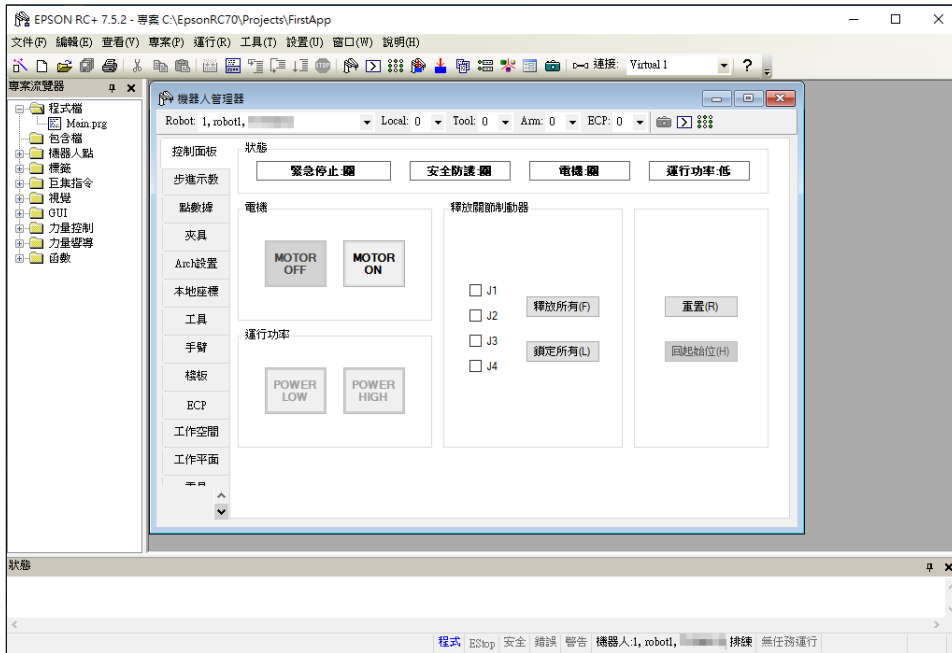 EPSON RC+ 7.5.2 - 專案 C:\EpsonRC70\Projects\FirstApp
文件(F) 編輯(E) 查看(V) 專案(P) 運行(R) 工具(T) 設置(U) 窗口(W) 說明(H)
連接: Virtual 1 ?
專案流覽器
程式檔
Main.prg
包含檔
機器人點
標籤
巨集指令
視覺
GUI
力量控制
力量嚮導
函數
機器人管理器
Robot: 1, robot1, Local: 0 Tool: 0 Arm: 0 ECP: 0
控制面板
步進示教
點數據
夾具
Arch設置
本地座標
工具
手臂
棧板
ECP
工作空間
工作平面
狀態
緊急停止:關 安全防護:關 電機:關 運行功率:低
電機
MOTOR OFF
MOTOR ON
運行功率
POWER LOW
POWER HIGH
釋放關節制動器
J1
J2
J3
J4
釋放所有(F)
鎖定所有(L)
重置(R)
回起始位(H)
狀態
程式 EStop 安全 錯誤 警告 機器人:1, robot1, 排練 無任務運行